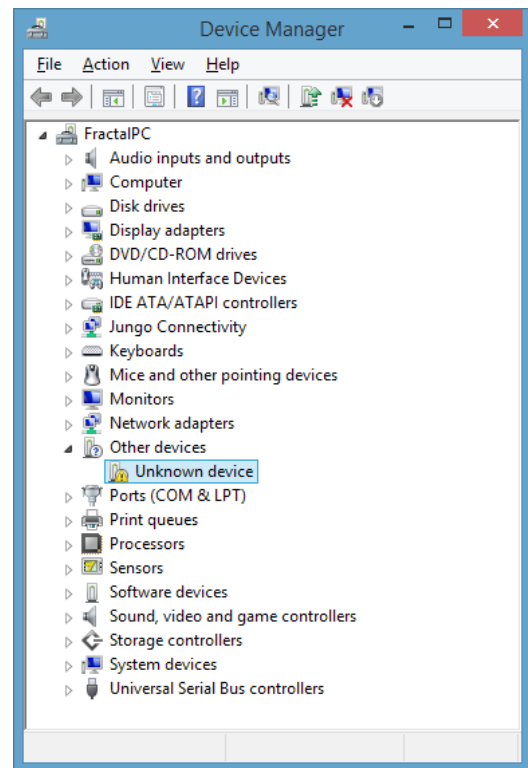 Device Manager
File Action View Help
FractalPC
Audio inputs and outputs
Computer
Disk drives
Display adapters
DVD/CD-ROM drives
Human Interface Devices
IDE ATA/ATAPI controllers
Jungo Connectivity
Keyboards
Mice and other pointing devices
Monitors
Network adapters
Other devices
Unknown device
Ports (COM & LPT)
Print queues
Processors
Sensors
Software devices
Sound, video and game controllers
Storage controllers
System devices
Universal Serial Bus controllers